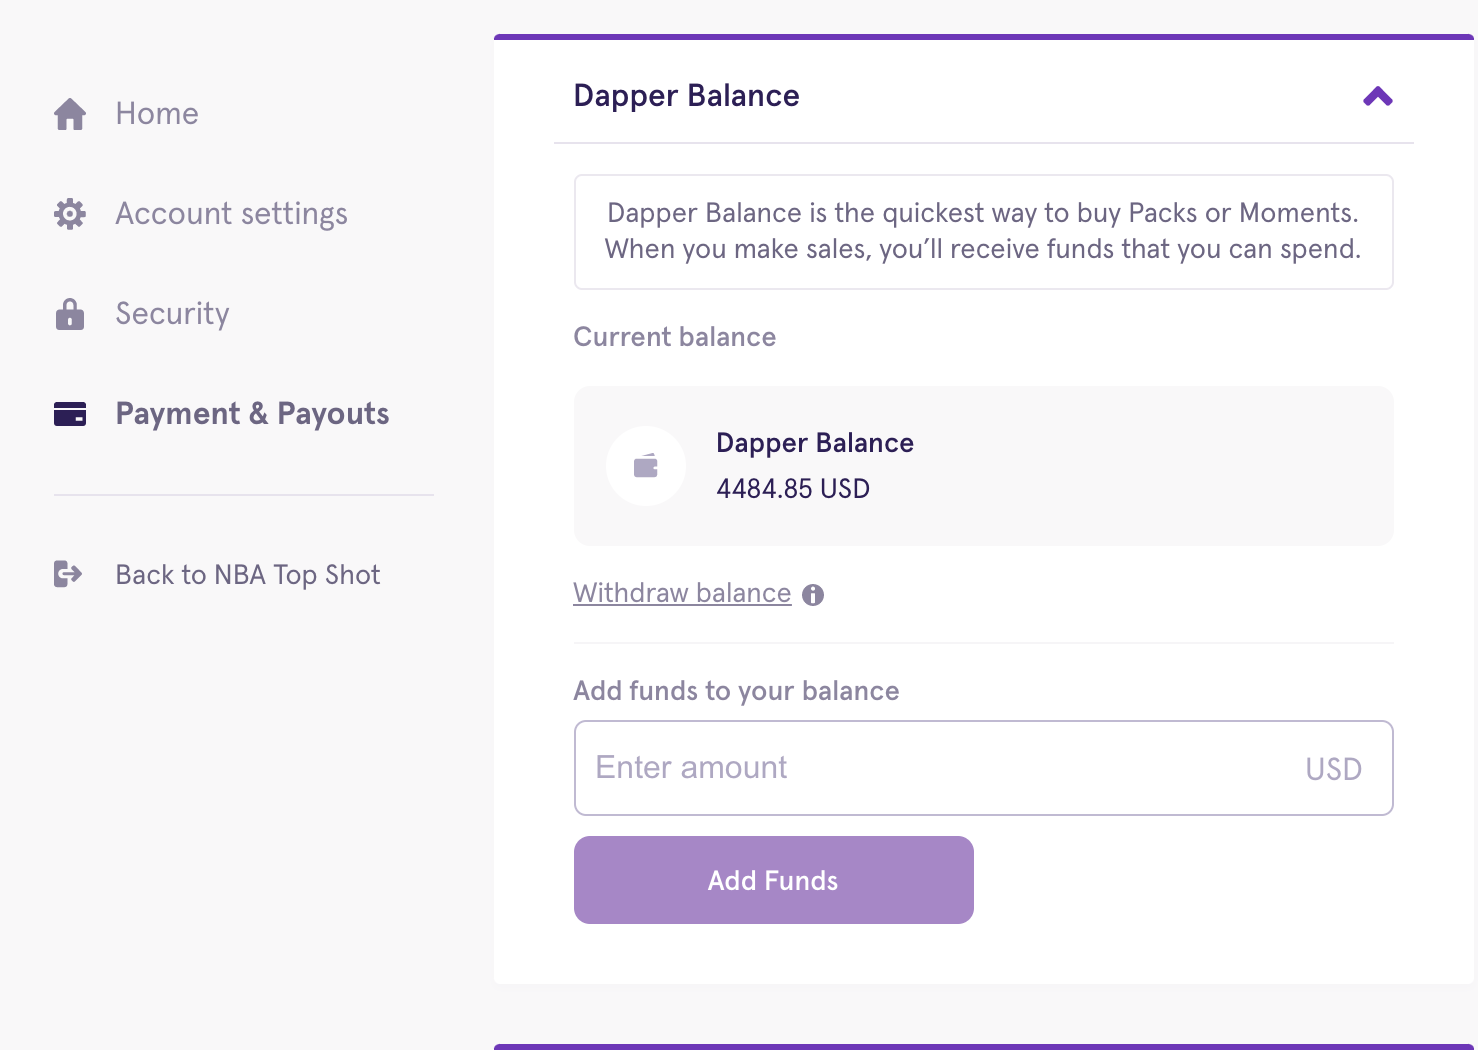 Home
Account settings
Security
Payment & Payouts
Back to NBA Top Shot
Dapper Balance
Dapper Balance is the quickest way to buy Packs or Moments.
When you make sales, you’ll receive funds that you can spend.
Current balance
Dapper Balance
4484.85 USD
Withdraw balance
Add funds to your balance
Enter amount USD
Add Funds